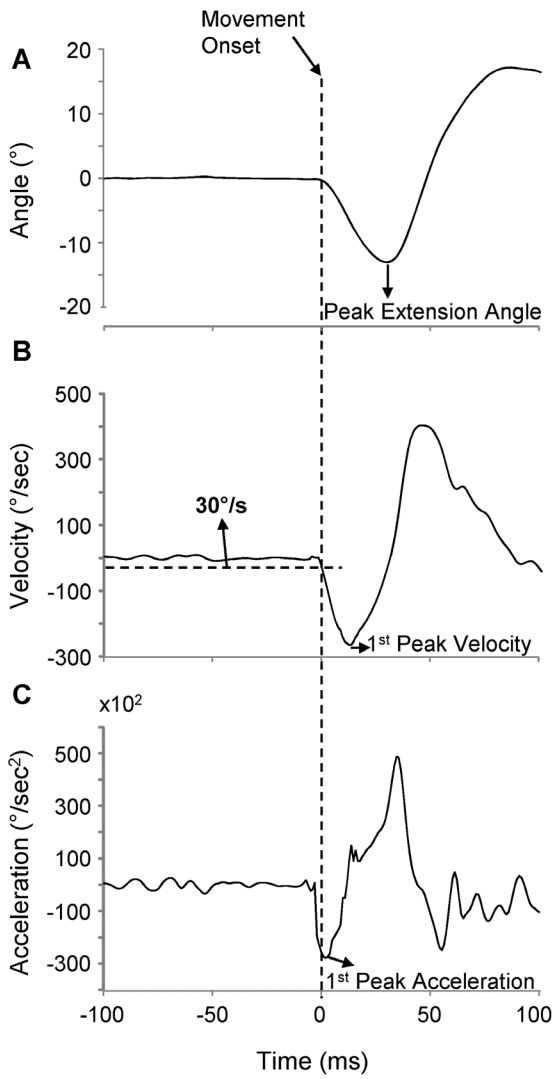 Movement
Onset
A
20
10
0
-10
-20
Angle (°)
Peak Extension Angle
B
500
300
100
-100
-300
Velocity (°/sec)
30°/s
1st Peak Velocity
C
x10²
500
300
100
-100
-300
Acceleration (°/sec²)
1st Peak Acceleration
-100
-50
0
50
100
Time (ms)